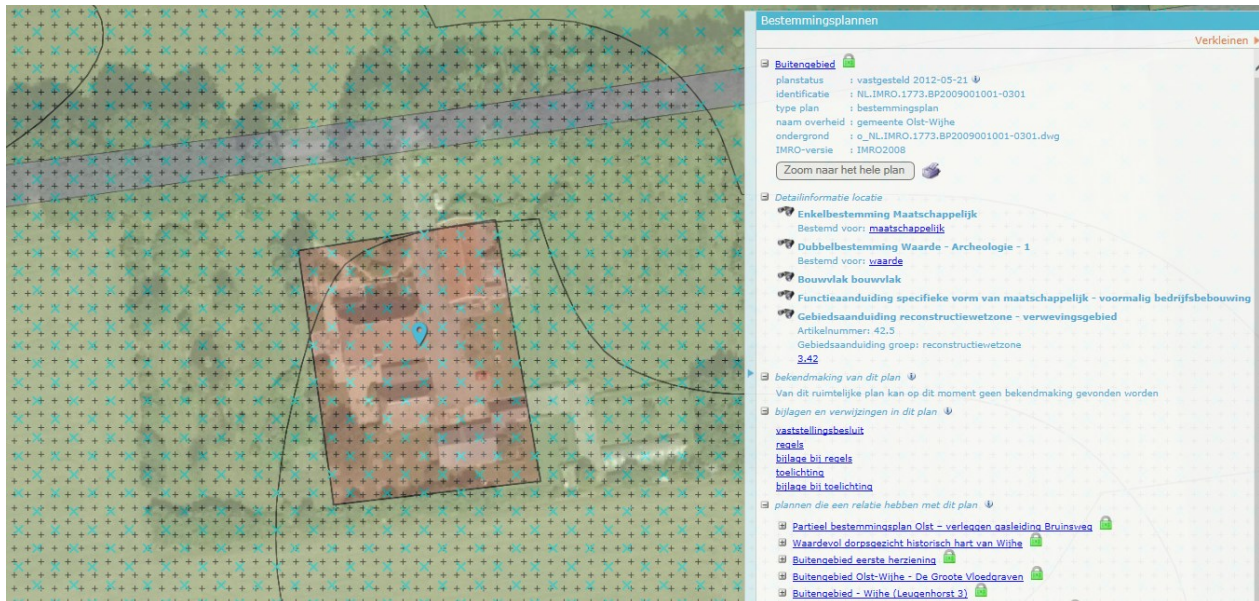 Bestemmingsplannen
Verkleinen
Buitengebied
planstatus : vastgesteld 2012-05-21
identificatie : NL.IMRO.1773.BP2009001001-0301
type plan : bestemmingsplan
naam overheid : gemeente Olst-Wijhe
ondergrond : o_NL.IMRO.1773.BP2009001001-0301.dwg
IMRO-versie : IMRO2008
Zoom naar het hele plan
Detailinformatie locatie
Enkelbestemming Maatschappelijk
Bestemd voor: maatschappelijk
Dubbelbestemming Waarde - Archeologie - 1
Bestemd voor: waarde
Bouwvlak bouwvlak
Functieaanduiding specifieke vorm van maatschappelijk - voormalig bedrijfsbebouwing
Gebiedsaanduiding reconstructiewetzone - verwevingsgebied
Artikelnummer: 42.5
Gebiedsaanduiding groep: reconstructiewetzone
3.42
bekendmaking van dit plan
Van dit ruimtelijke plan kan op dit moment geen bekendmaking gevonden worden
bijlagen en verwijzingen in dit plan
vaststellingsbesluit
regels
bijlage bij regels
toelichting
bijlage bij toelichting
plannen die een relatie hebben met dit plan
Partieel bestemmingsplan Olst – verleggen gasleiding Bruinsweg
Waardevol dorpsgezicht historisch hart van Wijhe
Buitengebied eerste herziening
Buitengebied Olst-Wijhe - De Groote Vloedgraven
Buitengebied - Wijhe (Leugenhorst 3)